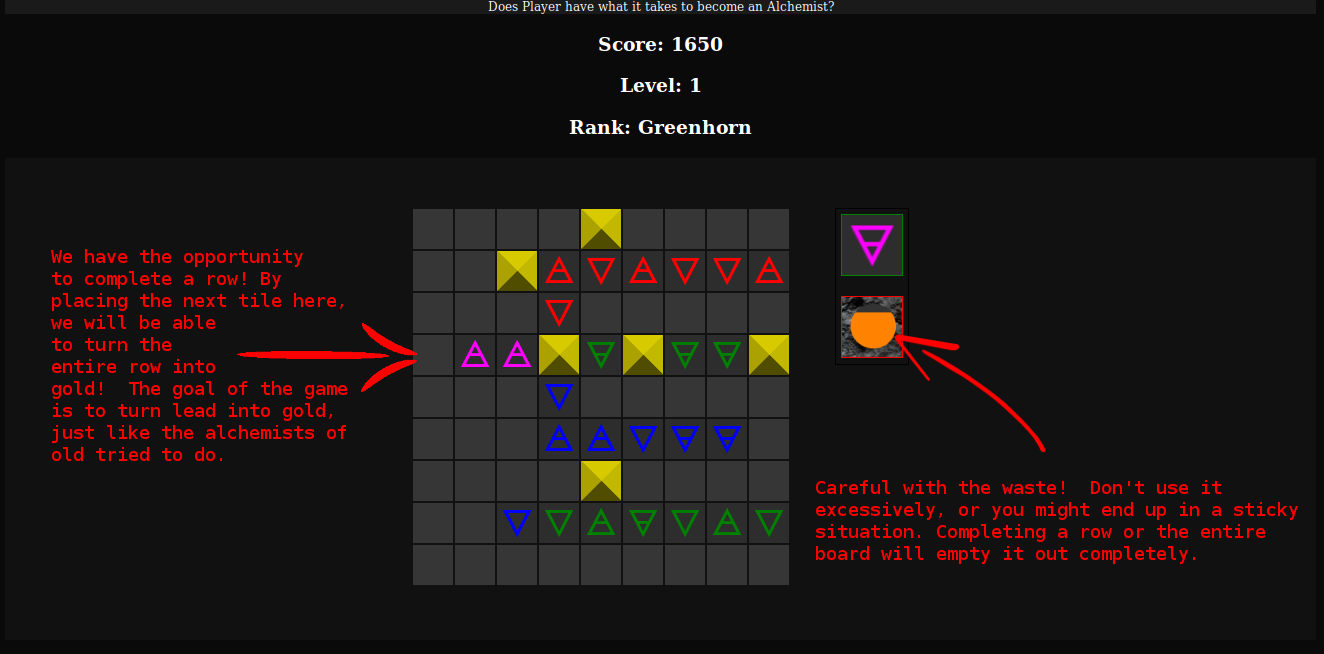 Does Player have what it takes to become an Alchemist?
Score: 1650
Level: 1
Rank: Greenhorn
We have the opportunity
to complete a row! By
placing the next tile here,
we will be able
to turn the
entire row into
gold!  The goal of the game
is to turn lead into gold,
just like the alchemists of
old tried to do.
Careful with the waste!  Don't use it
excessively, or you might end up in a sticky
situation. Completing a row or the entire
board will empty it out completely.